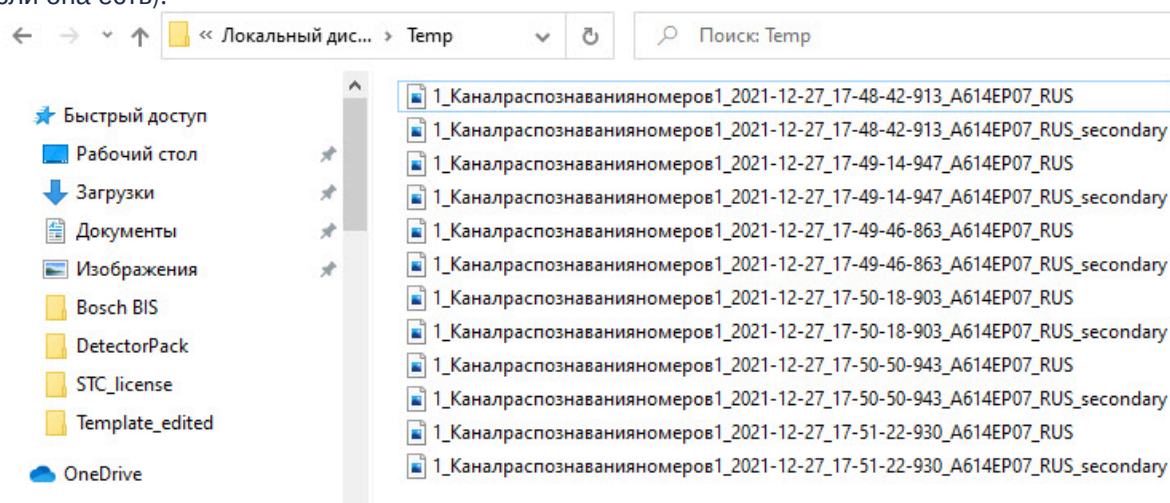 сли она есть).
« Локальный дис... › Temp
Поиск: Temp
Быстрый доступ
Рабочий стол
Загрузки
Документы
Изображения
Bosch BIS
DetectorPack
STC_license
Template_edited
OneDrive
1_Каналраспознаванияномеров1_2021-12-27_17-48-42-913_A614EP07_RUS
1_Каналраспознаванияномеров1_2021-12-27_17-48-42-913_A614EP07_RUS_secondary
1_Каналраспознаванияномеров1_2021-12-27_17-49-14-947_A614EP07_RUS
1_Каналраспознаванияномеров1_2021-12-27_17-49-14-947_A614EP07_RUS_secondary
1_Каналраспознаванияномеров1_2021-12-27_17-49-46-863_A614EP07_RUS
1_Каналраспознаванияномеров1_2021-12-27_17-49-46-863_A614EP07_RUS_secondary
1_Каналраспознаванияномеров1_2021-12-27_17-50-18-903_A614EP07_RUS
1_Каналраспознаванияномеров1_2021-12-27_17-50-18-903_A614EP07_RUS_secondary
1_Каналраспознаванияномеров1_2021-12-27_17-50-50-943_A614EP07_RUS
1_Каналраспознаванияномеров1_2021-12-27_17-50-50-943_A614EP07_RUS_secondary
1_Каналраспознаванияномеров1_2021-12-27_17-51-22-930_A614EP07_RUS
1_Каналраспознаванияномеров1_2021-12-27_17-51-22-930_A614EP07_RUS_secondary